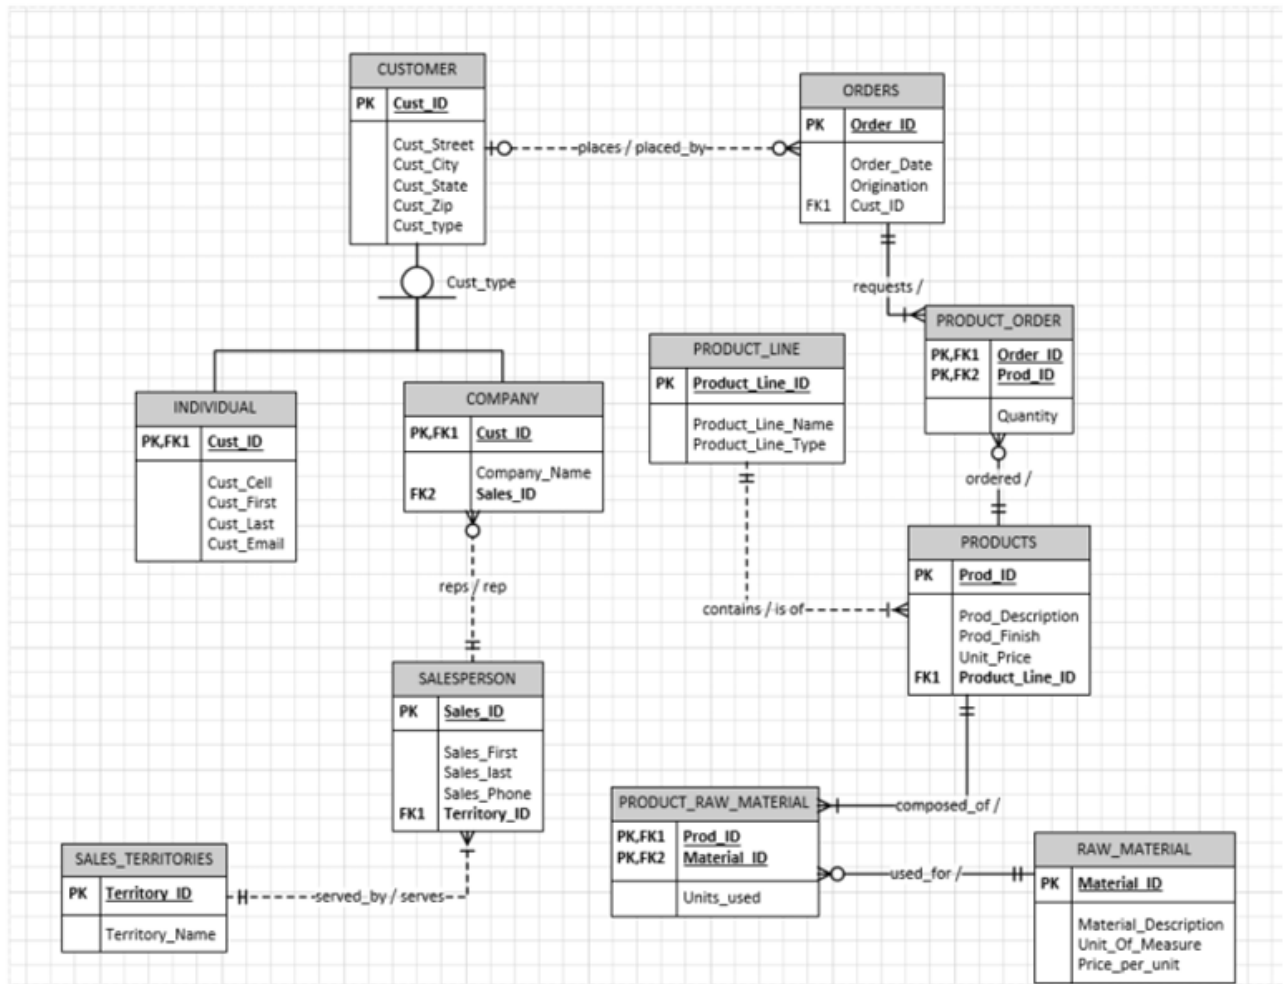 CUSTOMER
PK Cust_ID
Cust_Street
Cust_City
Cust_State
Cust_Zip
Cust_type
places / placed_by
ORDERS
PK Order_ID
Order_Date
Origination
FK1 Cust_ID
Cust_type
requests /
INDIVIDUAL
PK,FK1 Cust_ID
Cust_Cell
Cust_First
Cust_Last
Cust_Email
COMPANY
PK,FK1 Cust_ID
Company_Name
FK2 Sales_ID
PRODUCT_LINE
PK Product_Line_ID
Product_Line_Name
Product_Line_Type
PRODUCT_ORDER
PK,FK1 Order_ID
PK,FK2 Prod_ID
Quantity
ordered /
reps / rep
contains / is of
PRODUCTS
PK Prod_ID
Prod_Description
Prod_Finish
Unit_Price
FK1 Product_Line_ID
SALESPERSON
PK Sales_ID
Sales_First
Sales_last
Sales_Phone
FK1 Territory_ID
SALES_TERRITORIES
PK Territory_ID
Territory_Name
served_by / serves
PRODUCT_RAW_MATERIAL
PK,FK1 Prod_ID
PK,FK2 Material_ID
Units_used
composed_of /
used_for /
RAW_MATERIAL
PK Material_ID
Material_Description
Unit_Of_Measure
Price_per_unit